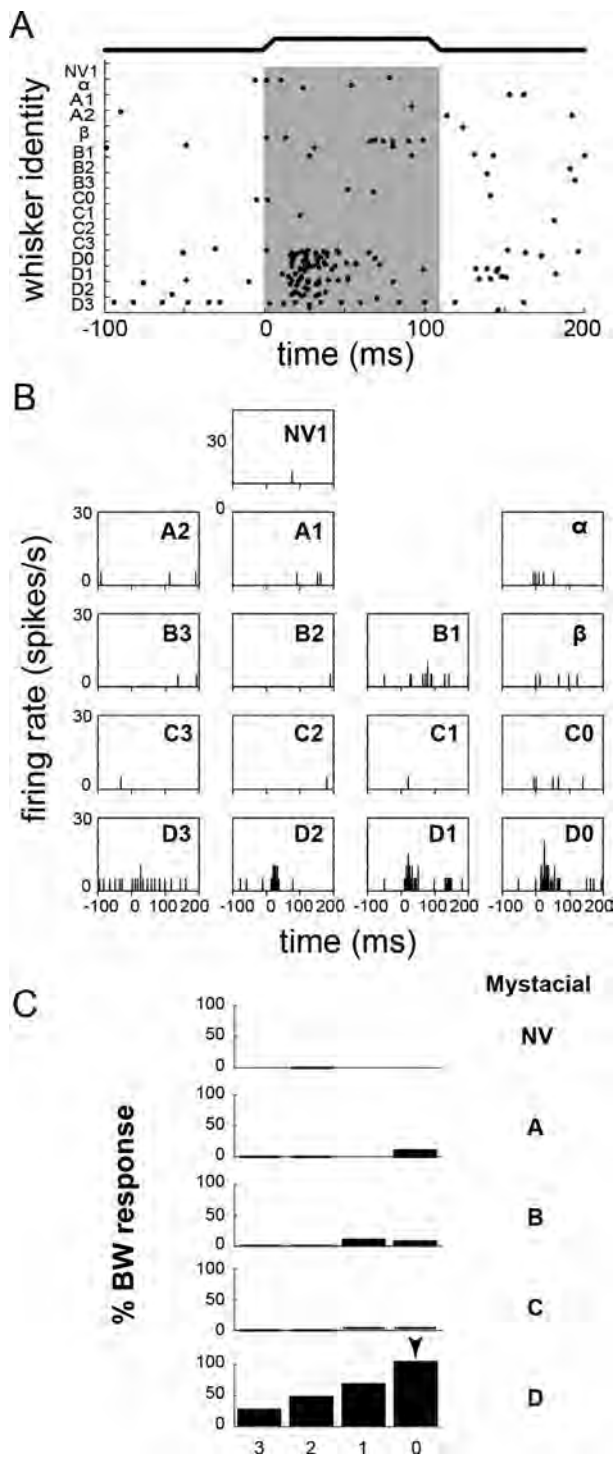 A
whisker identity
NV1
α
A1
A2
β
B1
B2
B3
C0
C1
C2
C3
D0
D1
D2
D3
-100 0 100 200
time (ms)
B
firing rate (spikes/s)
30 NV1
0
30 A2 A1 α
0
30 B3 B2 B1 β
0
30 C3 C2 C1 C0
0
30 D3 D2 D1 D0
0
-100 0 100 200 -100 0 100 200 -100 0 100 200 -100 0 100 200
time (ms)
C
Mystacial
% BW response
100
50 NV
0
100
50 A
0
100
50 B
0
100
50 C
0
100
50 D
0
3 2 1 0